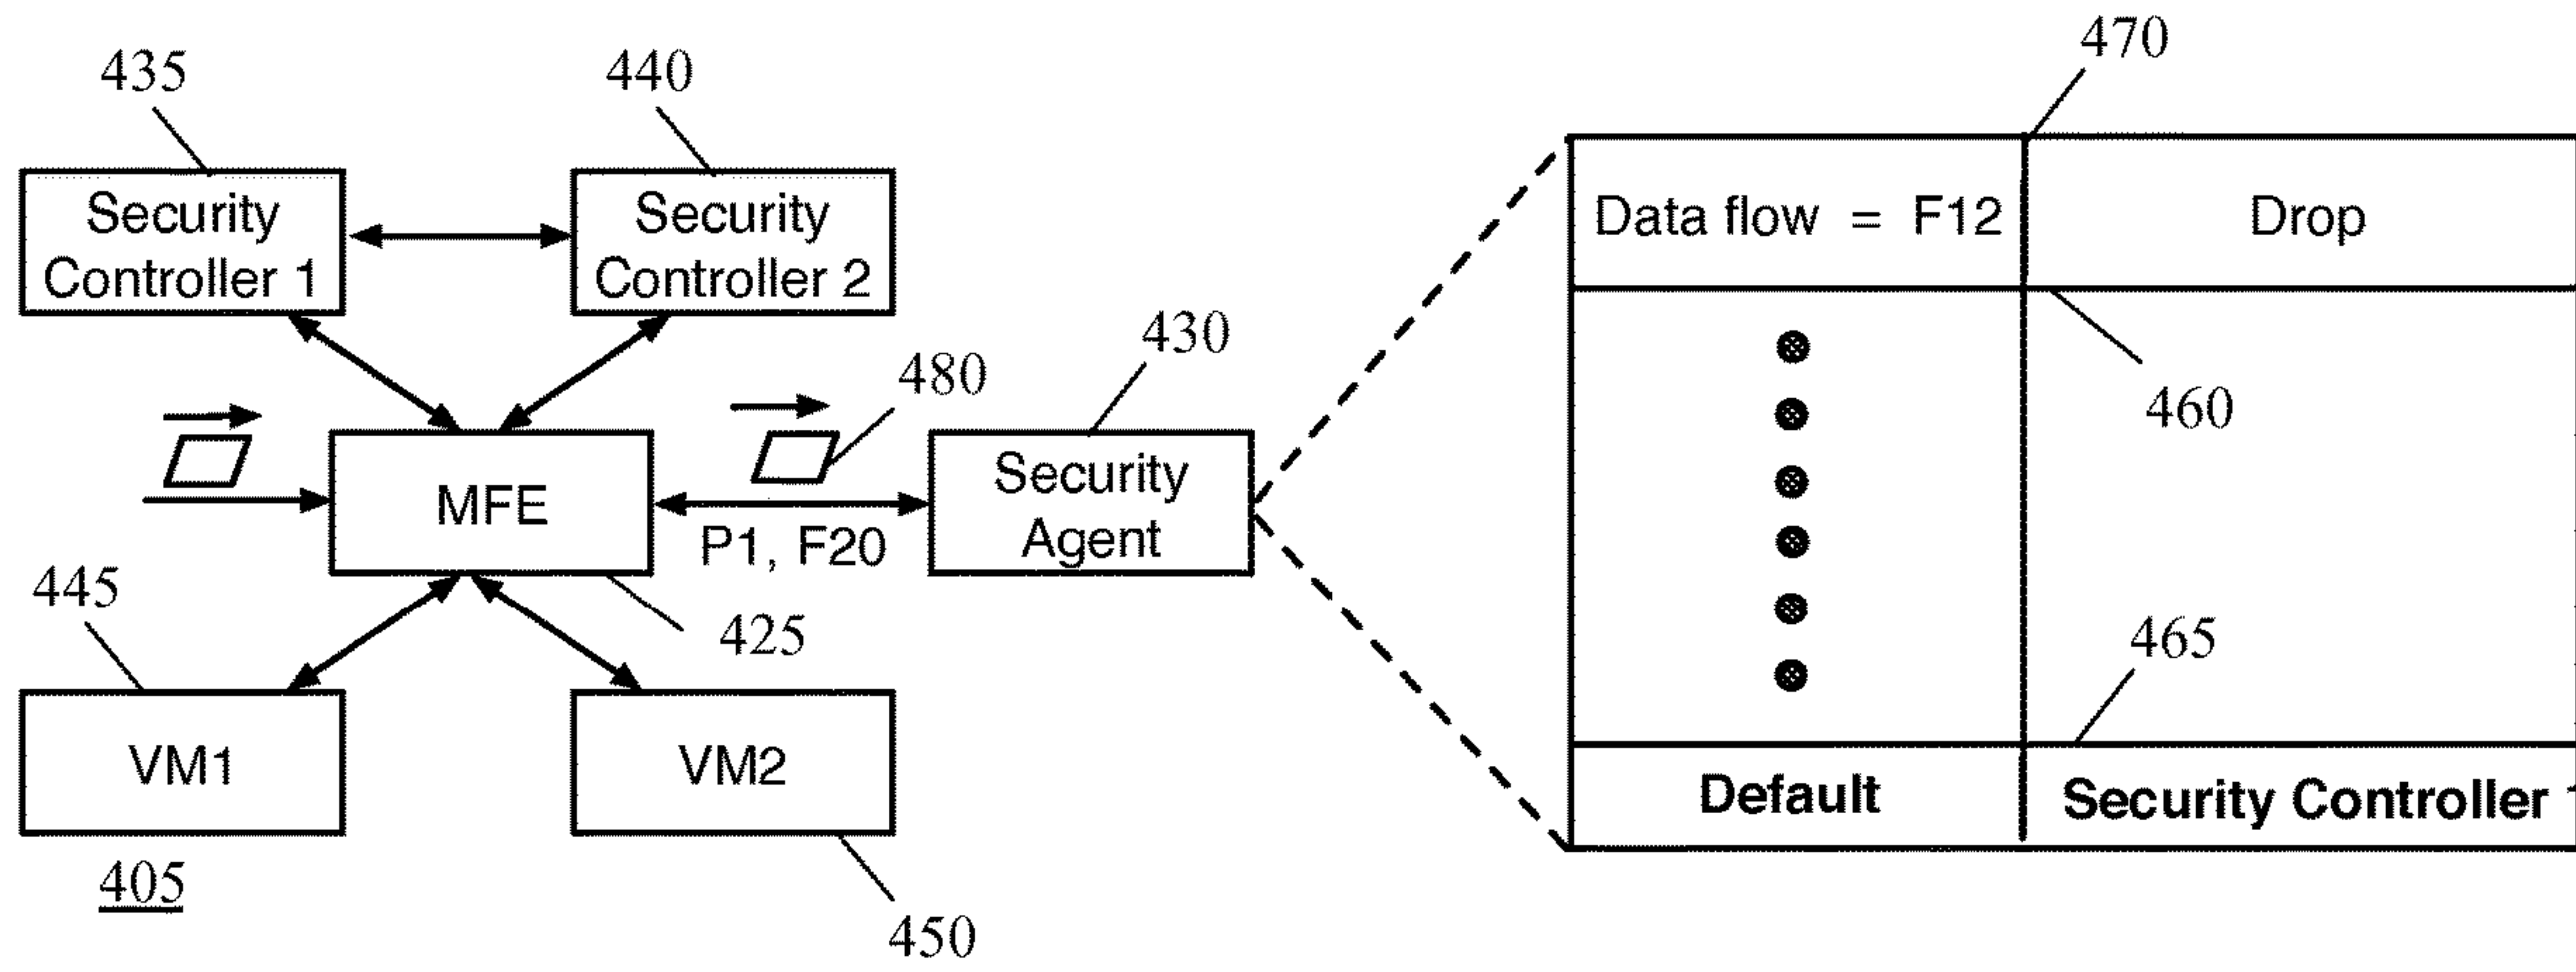 470
435
440
Security
Controller 1
Security
Controller 2
Data flow = F12
Drop
430
480
460
MFE
P1, F20
Security
Agent
445
425
465
VM1
VM2
Default
Security Controller 1
405
450